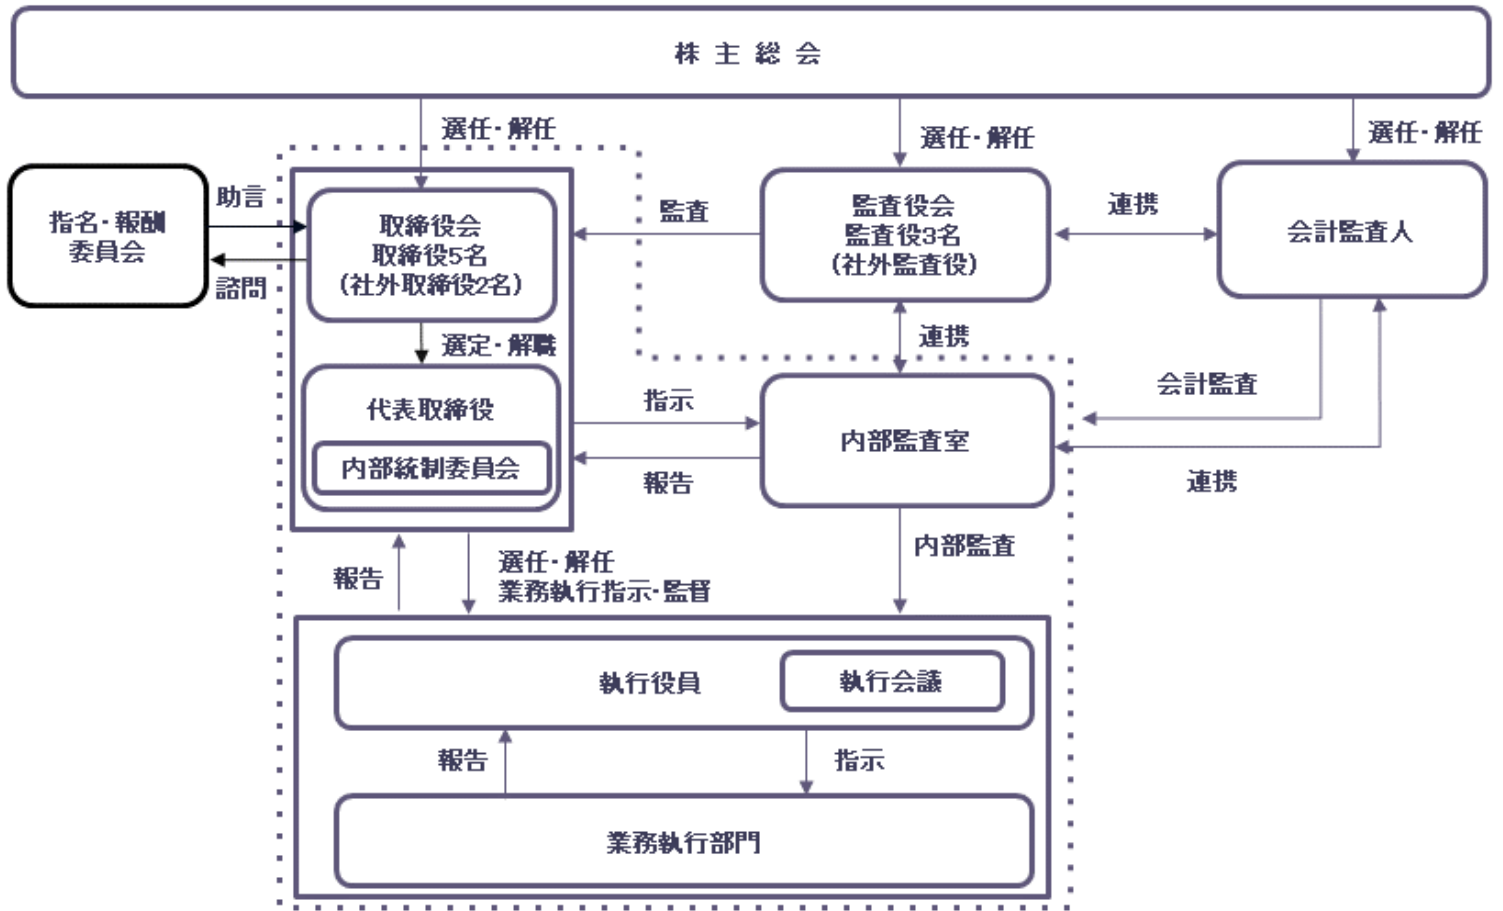 株主総会
選任・解任
選任・解任
選任・解任
指名・報酬
委員会
助言
諮問
取締役会
取締役5名
(社外取締役2名)
監査
監査役会
監査役3名
(社外監査役)
連携
会計監査人
選定・解職
連携
代表取締役
内部統制委員会
指示
報告
内部監査室
会計監査
連携
報告
選任・解任
業務執行指示・監督
内部監査
執行役員
執行会議
報告
指示
業務執行部門